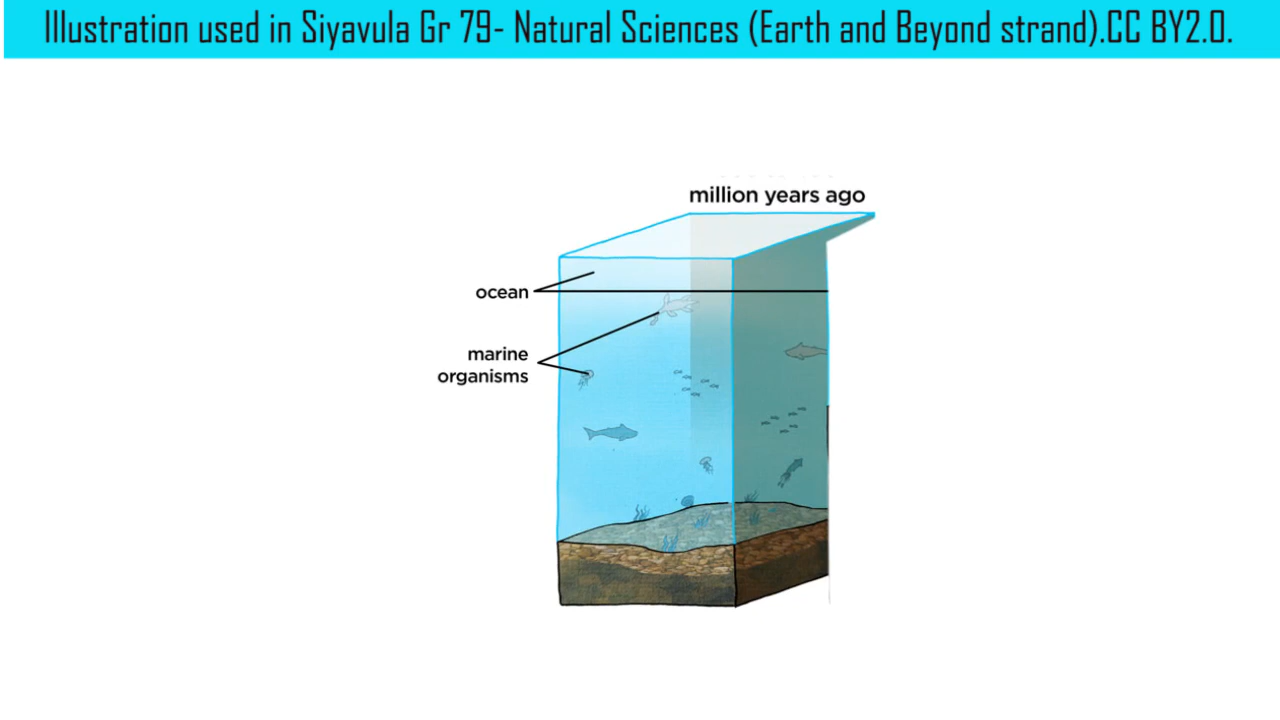 Illustration used in Siyavula Gr 79- Natural Sciences (Earth and Beyond strand).CC BY2.0.
million years ago
ocean
marine
organisms